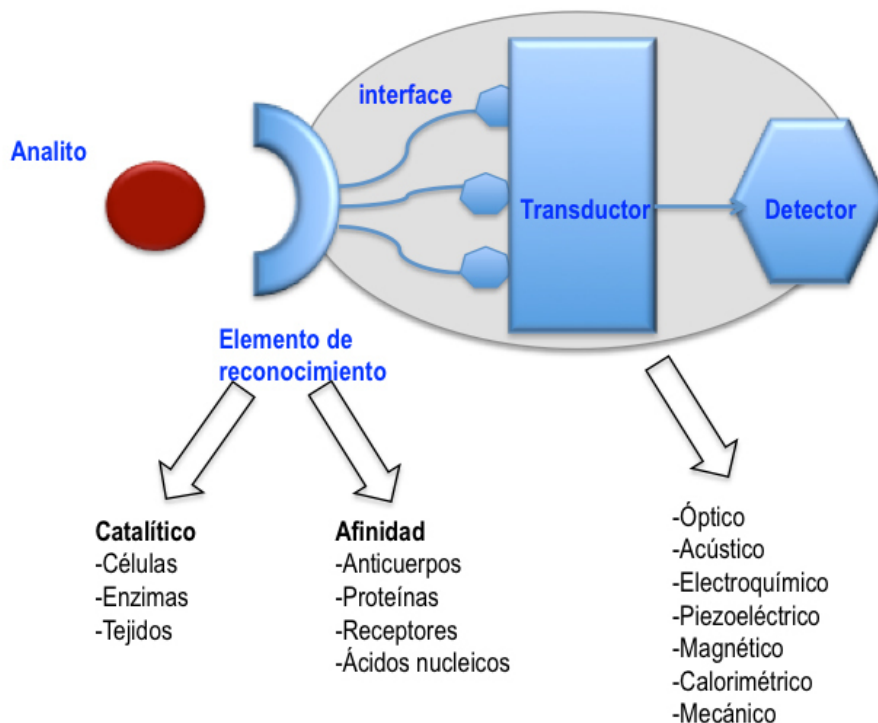 interface
Analito
Transductor
Detector
Elemento de
reconocimiento
Catalítico
-Células
-Enzimas
-Tejidos
Afinidad
-Anticuerpos
-Proteínas
-Receptores
-Ácidos nucleicos
-Óptico
-Acústico
-Electroquímico
-Piezoeléctrico
-Magnético
-Calorimétrico
-Mecánico